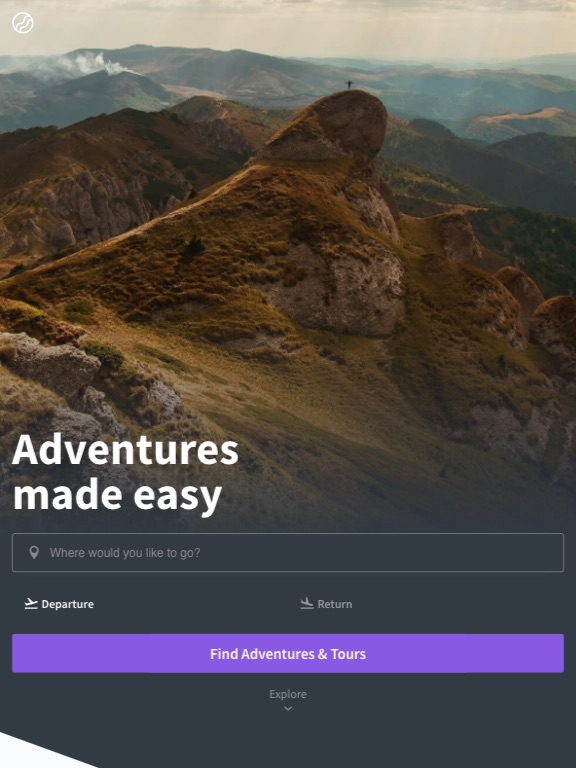 Adventures
made easy
Where would you like to go?
Departure
Return
Find Adventures & Tours
Explore